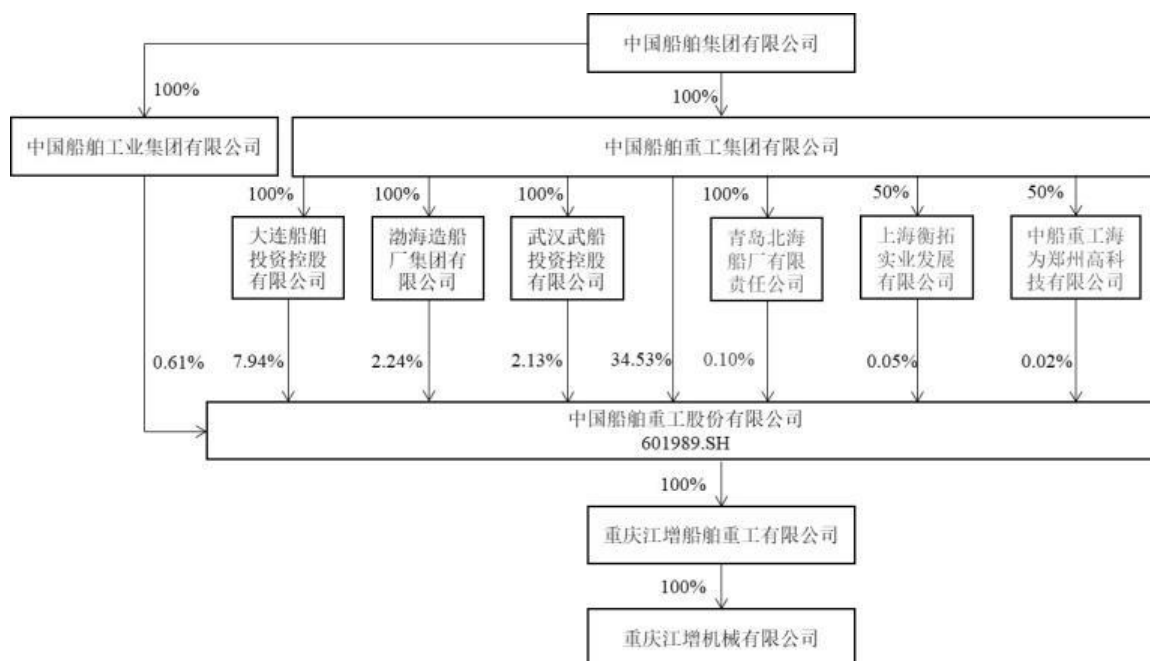 中国船舶集团有限公司
100%
100%
中国船舶工业集团有限公司
中国船舶重工集团有限公司
100%
100%
100%
100%
50%
50%
大连船舶
投资控股
有限公司
渤海造船
厂集团有
限公司
武汉武船
投资控股
有限公司
青岛北海
船厂有限
责任公司
上海衡拓
实业发展
有限公司
中船重工海
为郑州高科
技有限公司
0.61%
7.94%
2.24%
2.13%
34.53%
0.10%
0.05%
0.02%
中国船舶重工股份有限公司
601989.SH
100%
重庆江增船舶重工有限公司
100%
重庆江增机械有限公司